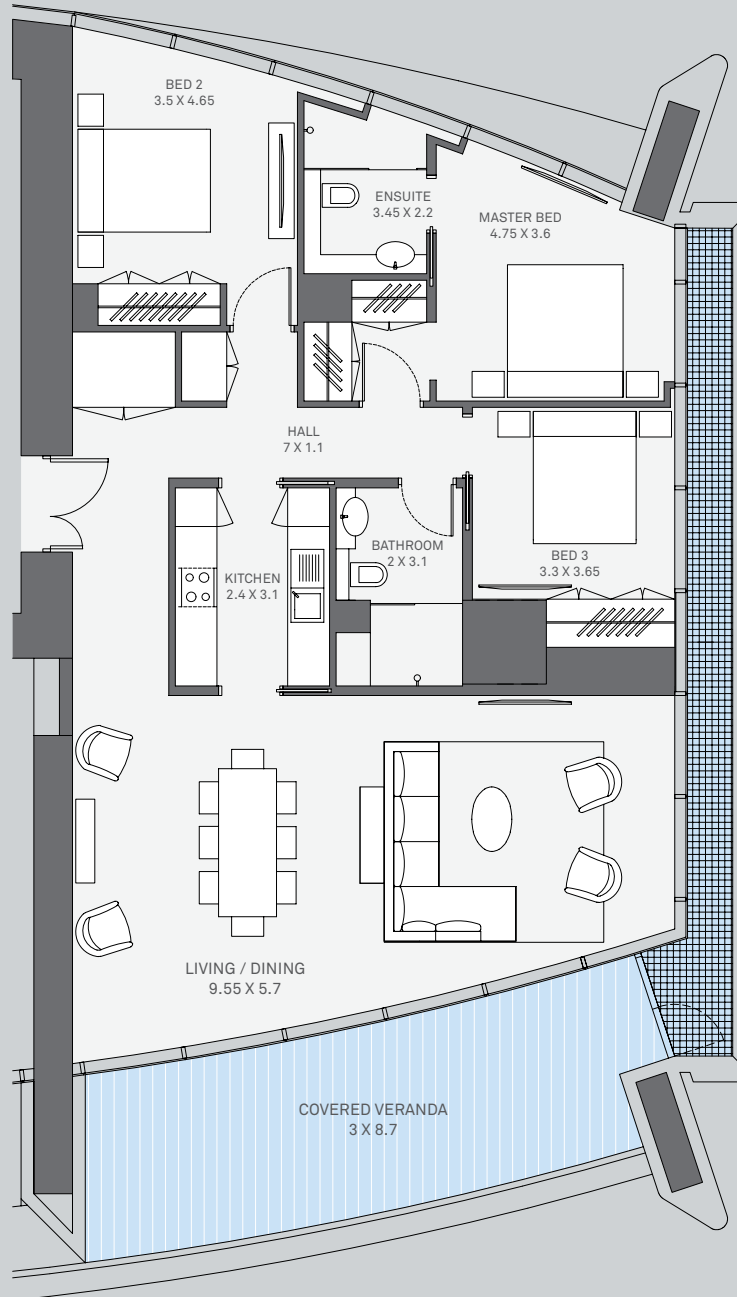 BED 2
3.5 X 4.65
ENSUITE
3.45 X 2.2
MASTER BED
4.75 X 3.6
HALL
7 X 1.1
KITCHEN
2.4 X 3.1
BATHROOM
2 X 3.1
BED 3
3.3 X 3.65
LIVING / DINING
9.55 X 5.7
COVERED VERANDA
3 X 8.7